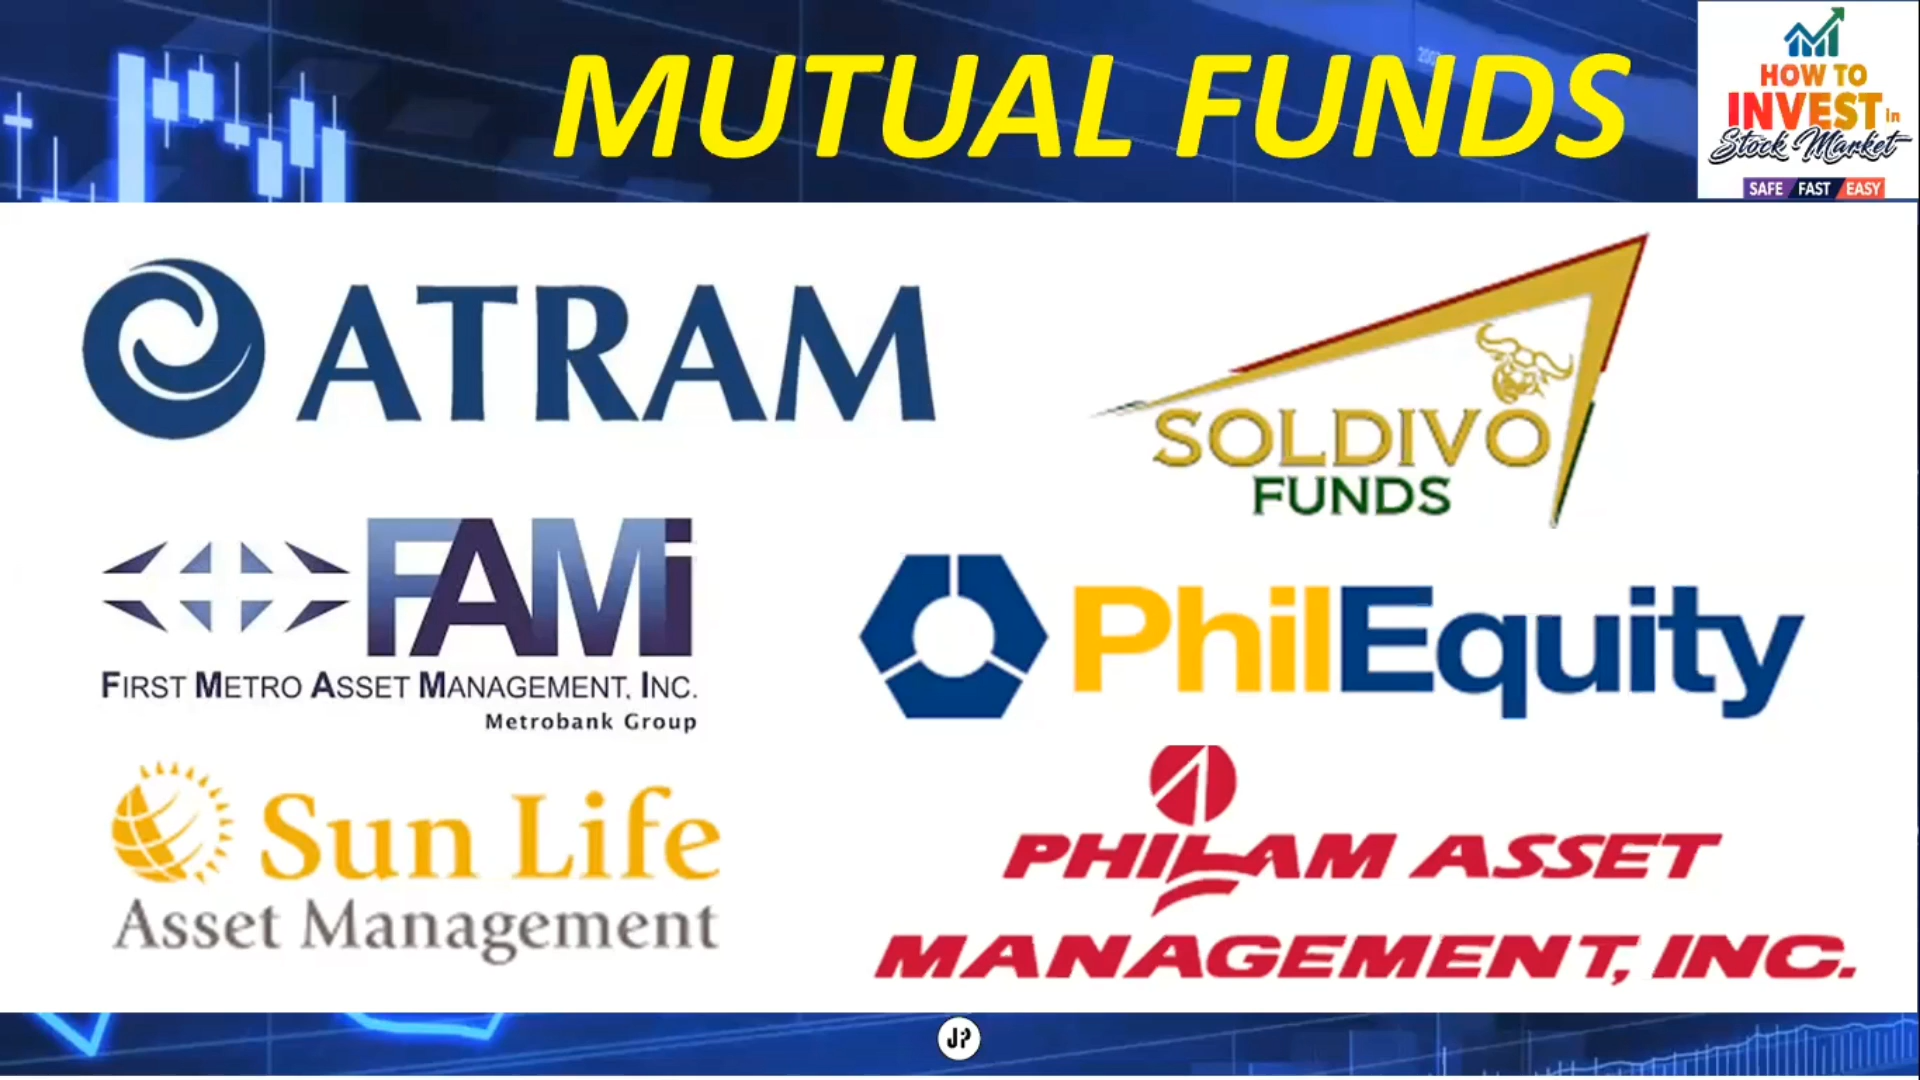 MUTUAL FUNDS
HOW TO
INVEST in
Stock Market
SAFE FAST EASY
ATRAM
SOLDIVO
FUNDS
FAMi
FIRST METRO ASSET MANAGEMENT, INC.
Metrobank Group
PhilEquity
Sun Life
Asset Management
PHILAM ASSET
MANAGEMENT, INC.
J?